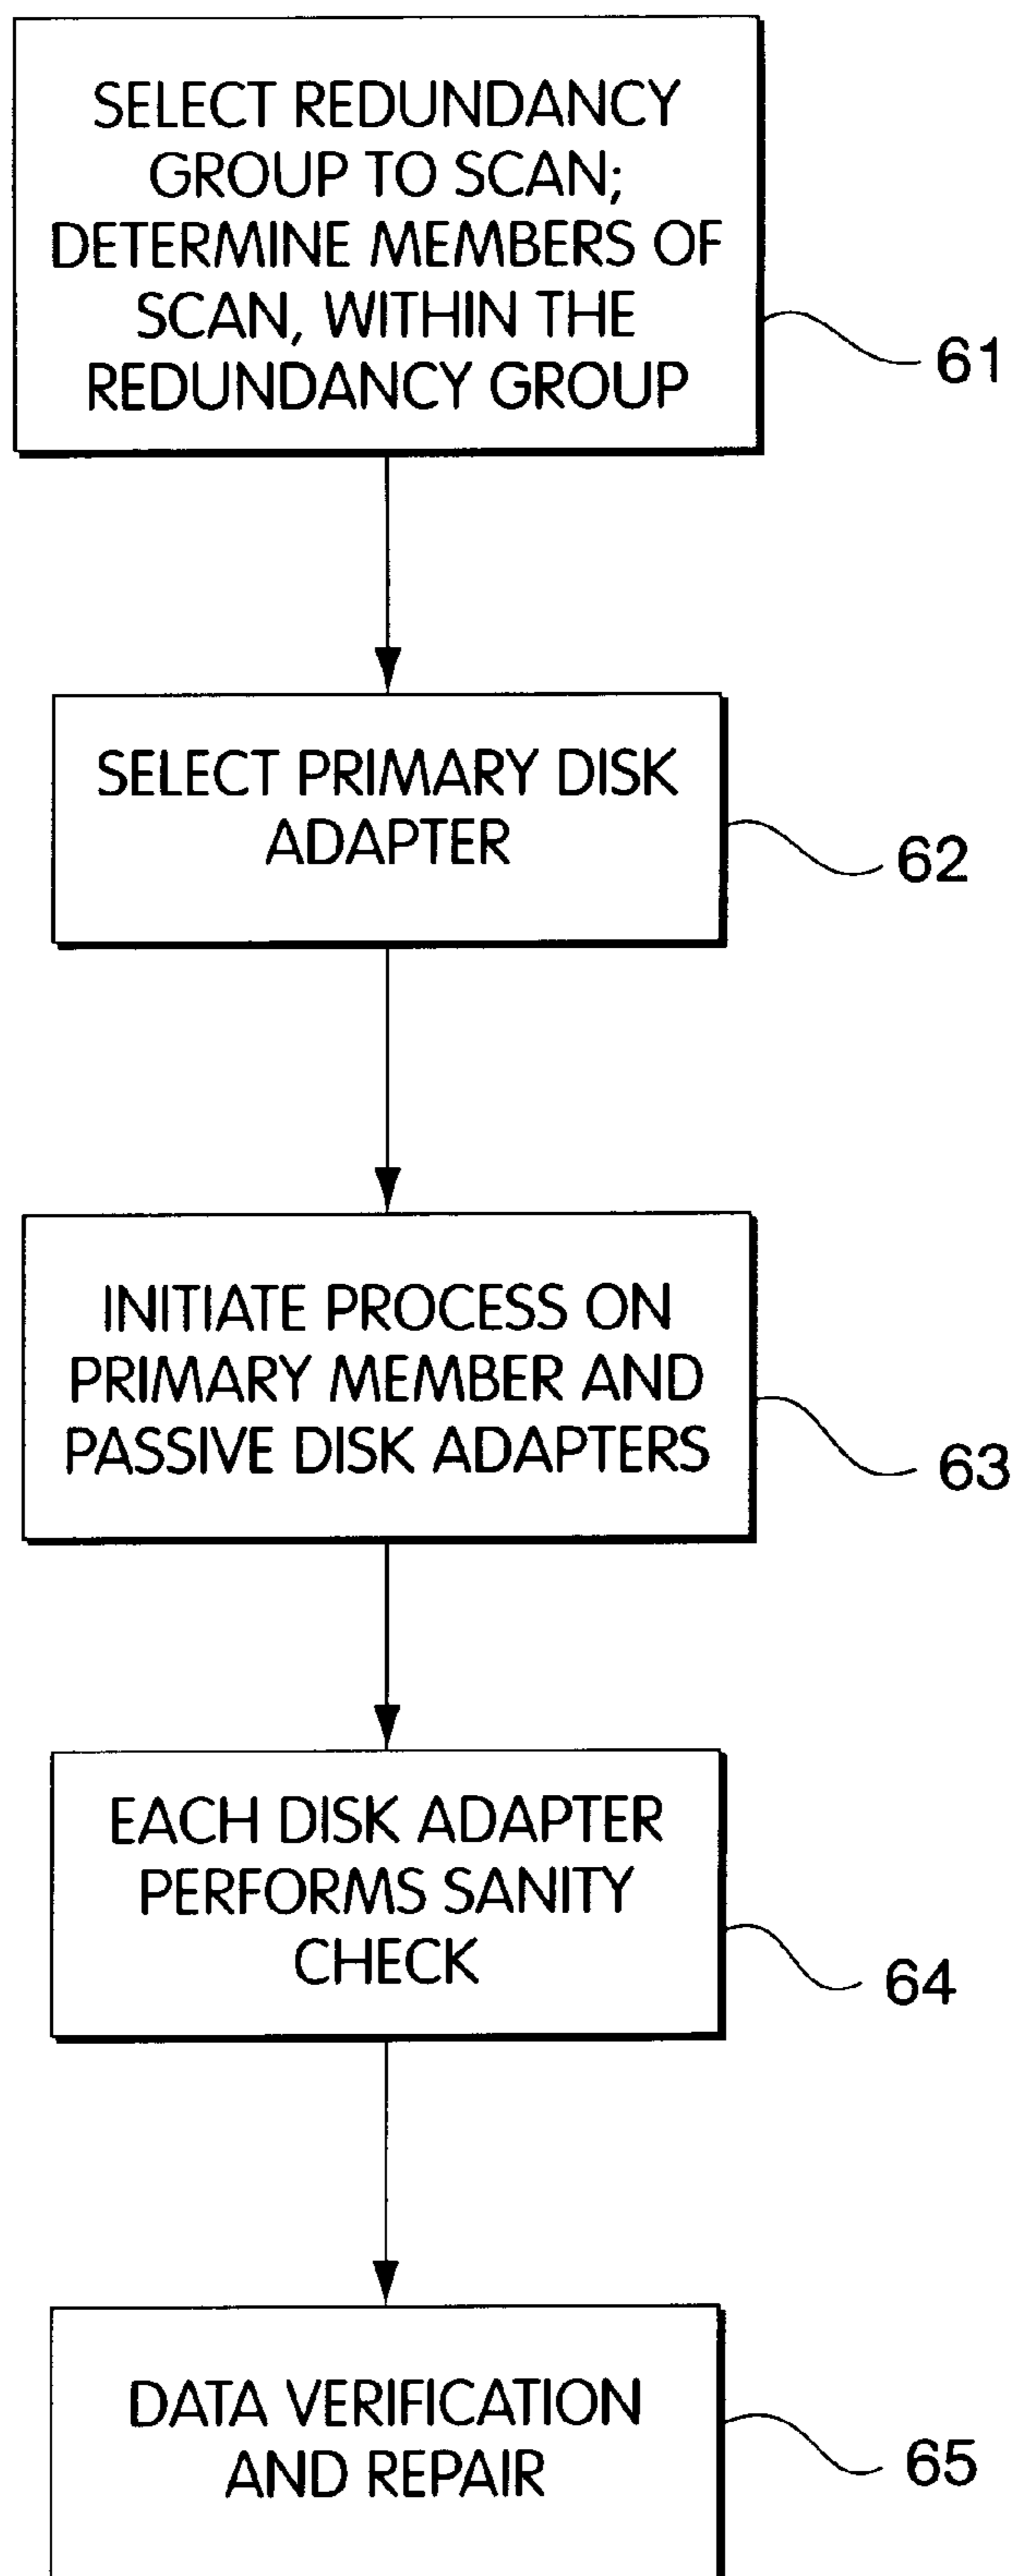 SELECT REDUNDANCY
GROUP TO SCAN;
DETERMINE MEMBERS OF
SCAN, WITHIN THE
REDUNDANCY GROUP
61
SELECT PRIMARY DISK
ADAPTER
62
INITIATE PROCESS ON
PRIMARY MEMBER AND
PASSIVE DISK ADAPTERS
63
EACH DISK ADAPTER
PERFORMS SANITY
CHECK
64
DATA VERIFICATION
AND REPAIR
65